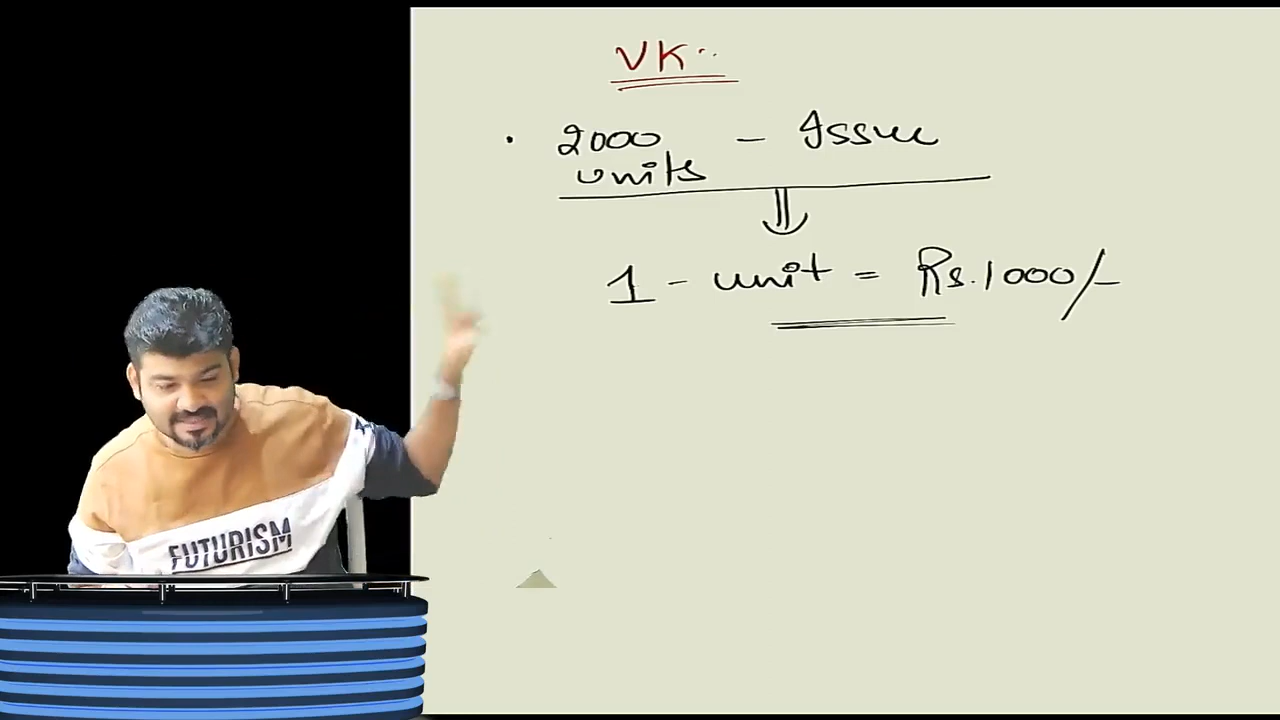 VK..
• 2000 - Issue
units
1 - unit = Rs.1000/-
FUTURISM